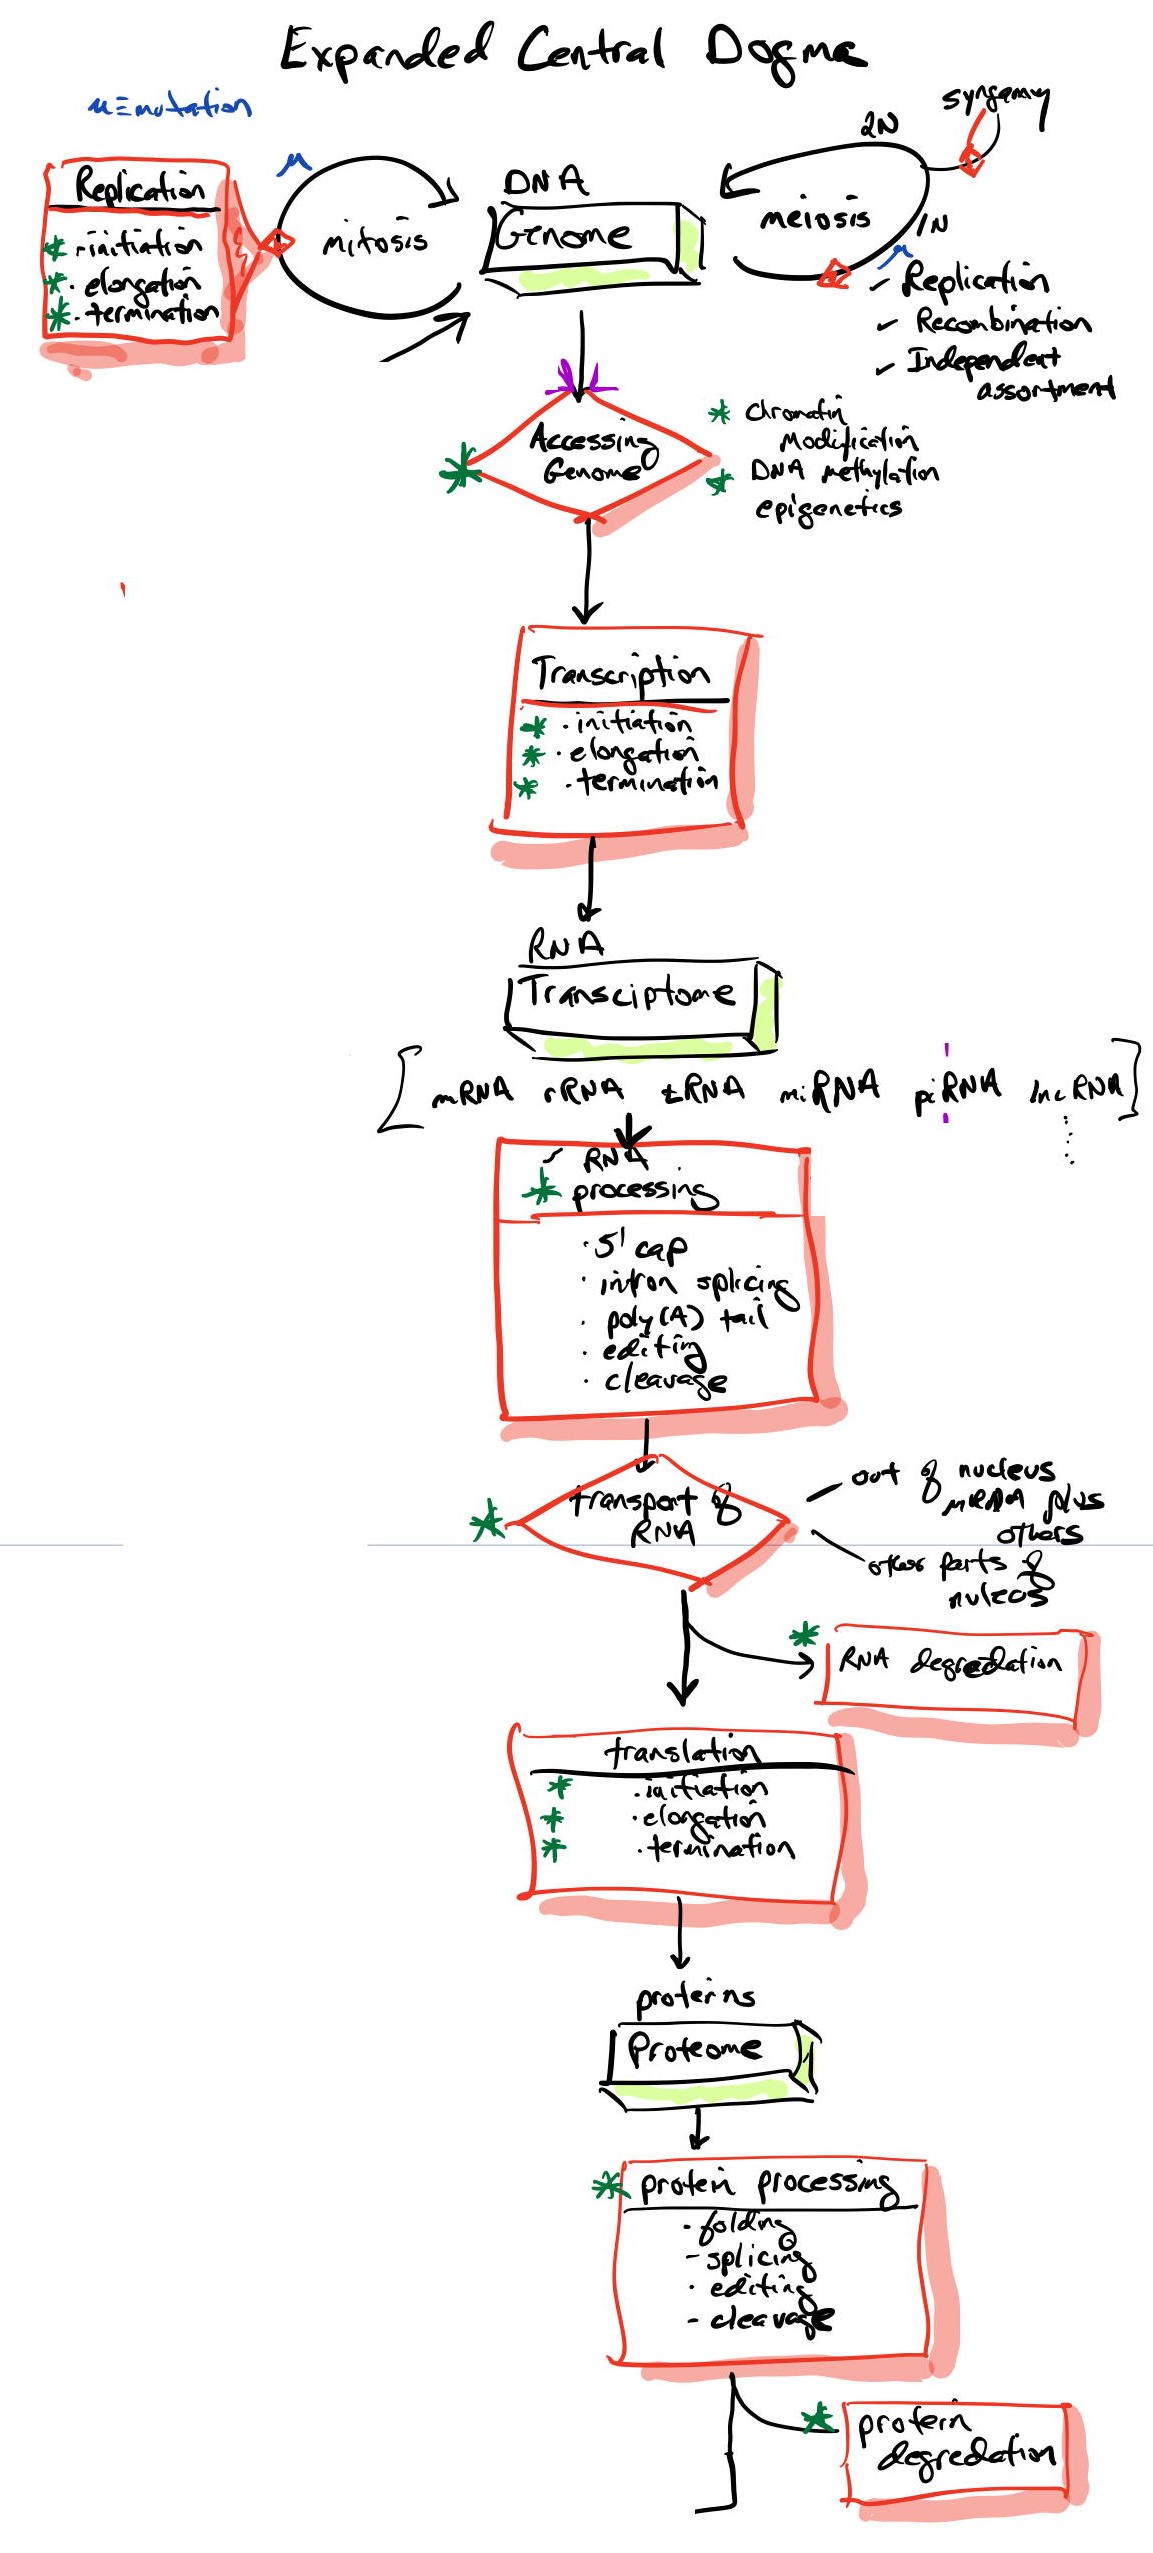 Expanded Central Dogma
μ≡mutation
syngamy
2N
Replication
μ
mitosis
DNA
Genome
meiosis
1N
μ
· initiation
· elongation
· termination
✓ Replication
✓ Recombination
✓ Independent
assortment
Accessing
Genome
* Chromatin
Modification
* DNA methylation
epigenetics
Transcription
· initiation
· elongation
· termination
RNA
Transciptome
[mRNA rRNA tRNA miRNA piRNA lncRNA]
RNA
processing
· 5' cap
· intron splicing
· poly(A) tail
· editing
· cleavage
transport of
RNA
out of nucleus
mRNA plus
others
other parts of
RNA degredation
translation
· initiation
· elongation
· termination
proteins
Proteome
protein processing
· folding
- splicing
· editing
- cleavage
protein
degredation